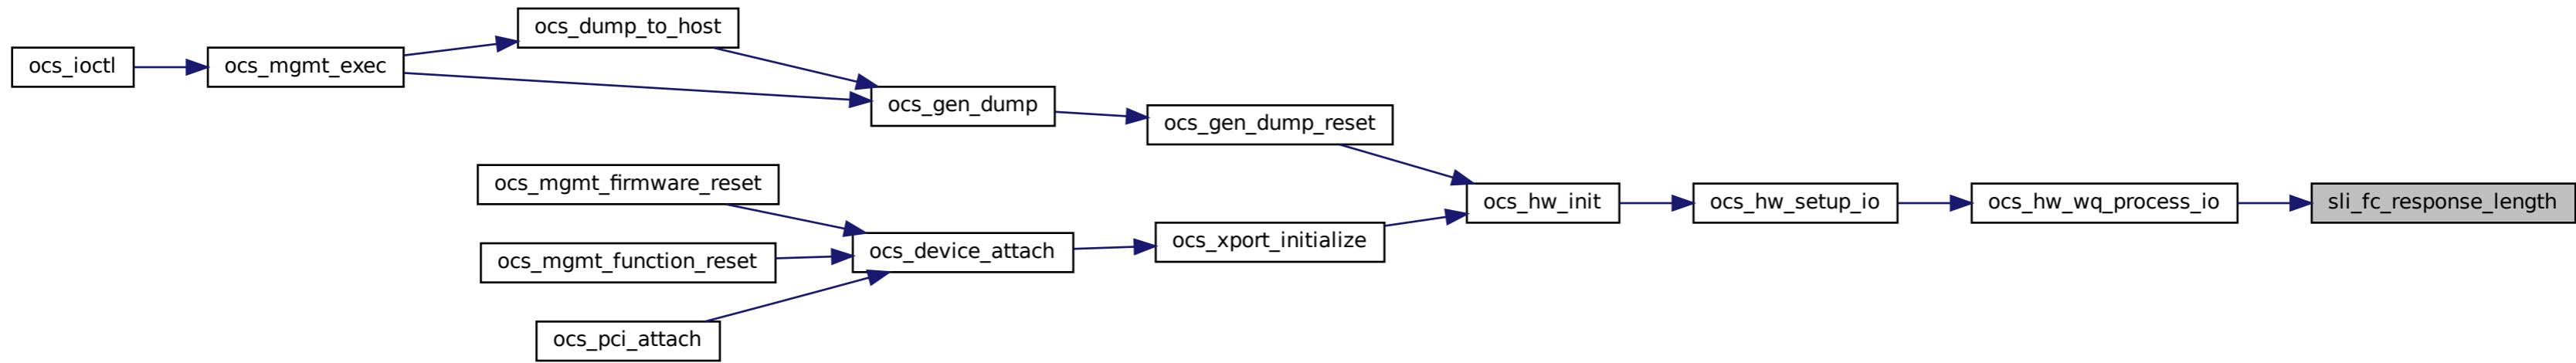 ocs_ioctl
ocs_mgmt_exec
ocs_dump_to_host
ocs_gen_dump
ocs_gen_dump_reset
ocs_mgmt_firmware_reset
ocs_mgmt_function_reset
ocs_pci_attach
ocs_device_attach
ocs_xport_initialize
ocs_hw_init
ocs_hw_setup_io
ocs_hw_wq_process_io
sli_fc_response_length